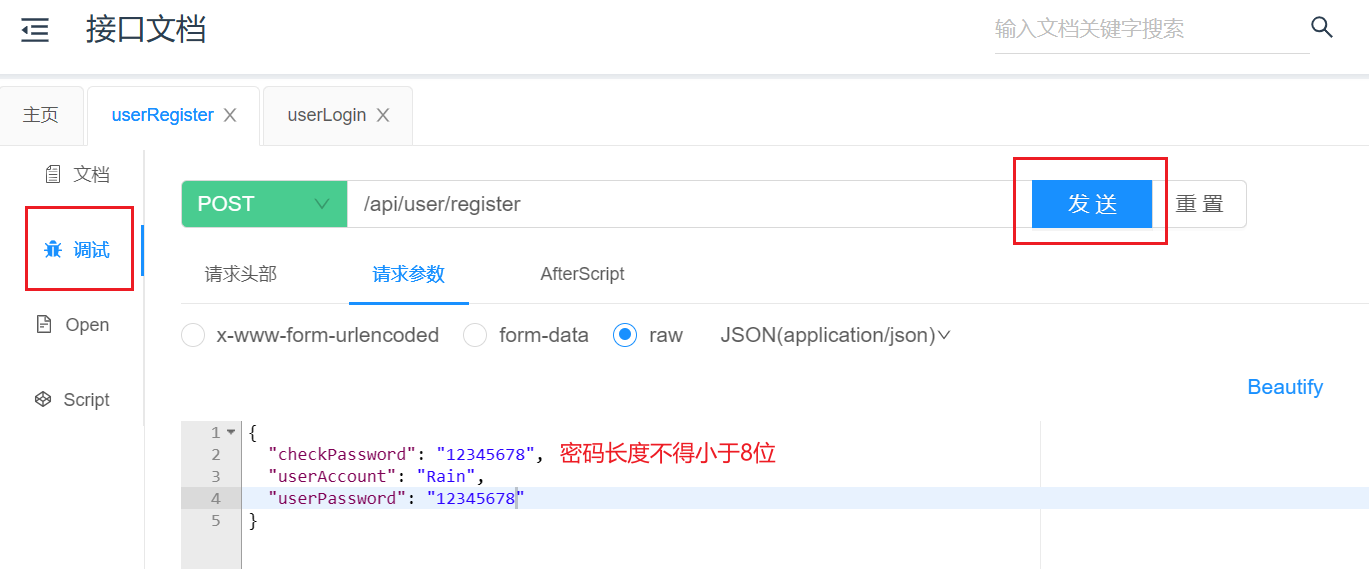 接口文档
输入文档关键字搜索
主页
userRegister
userLogin
文档
调试
Open
Script
POST
/api/user/register
发 送
重 置
请求头部
请求参数
AfterScript
x-www-form-urlencoded
form-data
raw
JSON(application/json)
Beautify
1 {
2 "checkPassword": "12345678", 密码长度不得小于8位
3 "userAccount": "Rain",
4 "userPassword": "12345678"
5 }